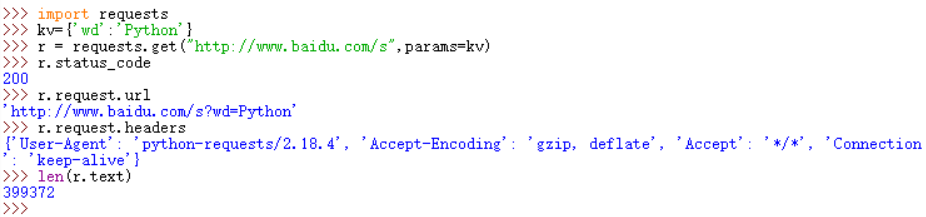 >>> import requests
>>> kv={'wd':'Python'}
>>> r = requests.get("http://www.baidu.com/s",params=kv)
>>> r.status_code
200
>>> r.request.url
'http://www.baidu.com/s?wd=Python'
>>> r.request.headers
{'User-Agent': 'python-requests/2.18.4', 'Accept-Encoding': 'gzip, deflate', 'Accept': '*/*', 'Connection
': 'keep-alive'}
>>> len(r.text)
399372
>>>